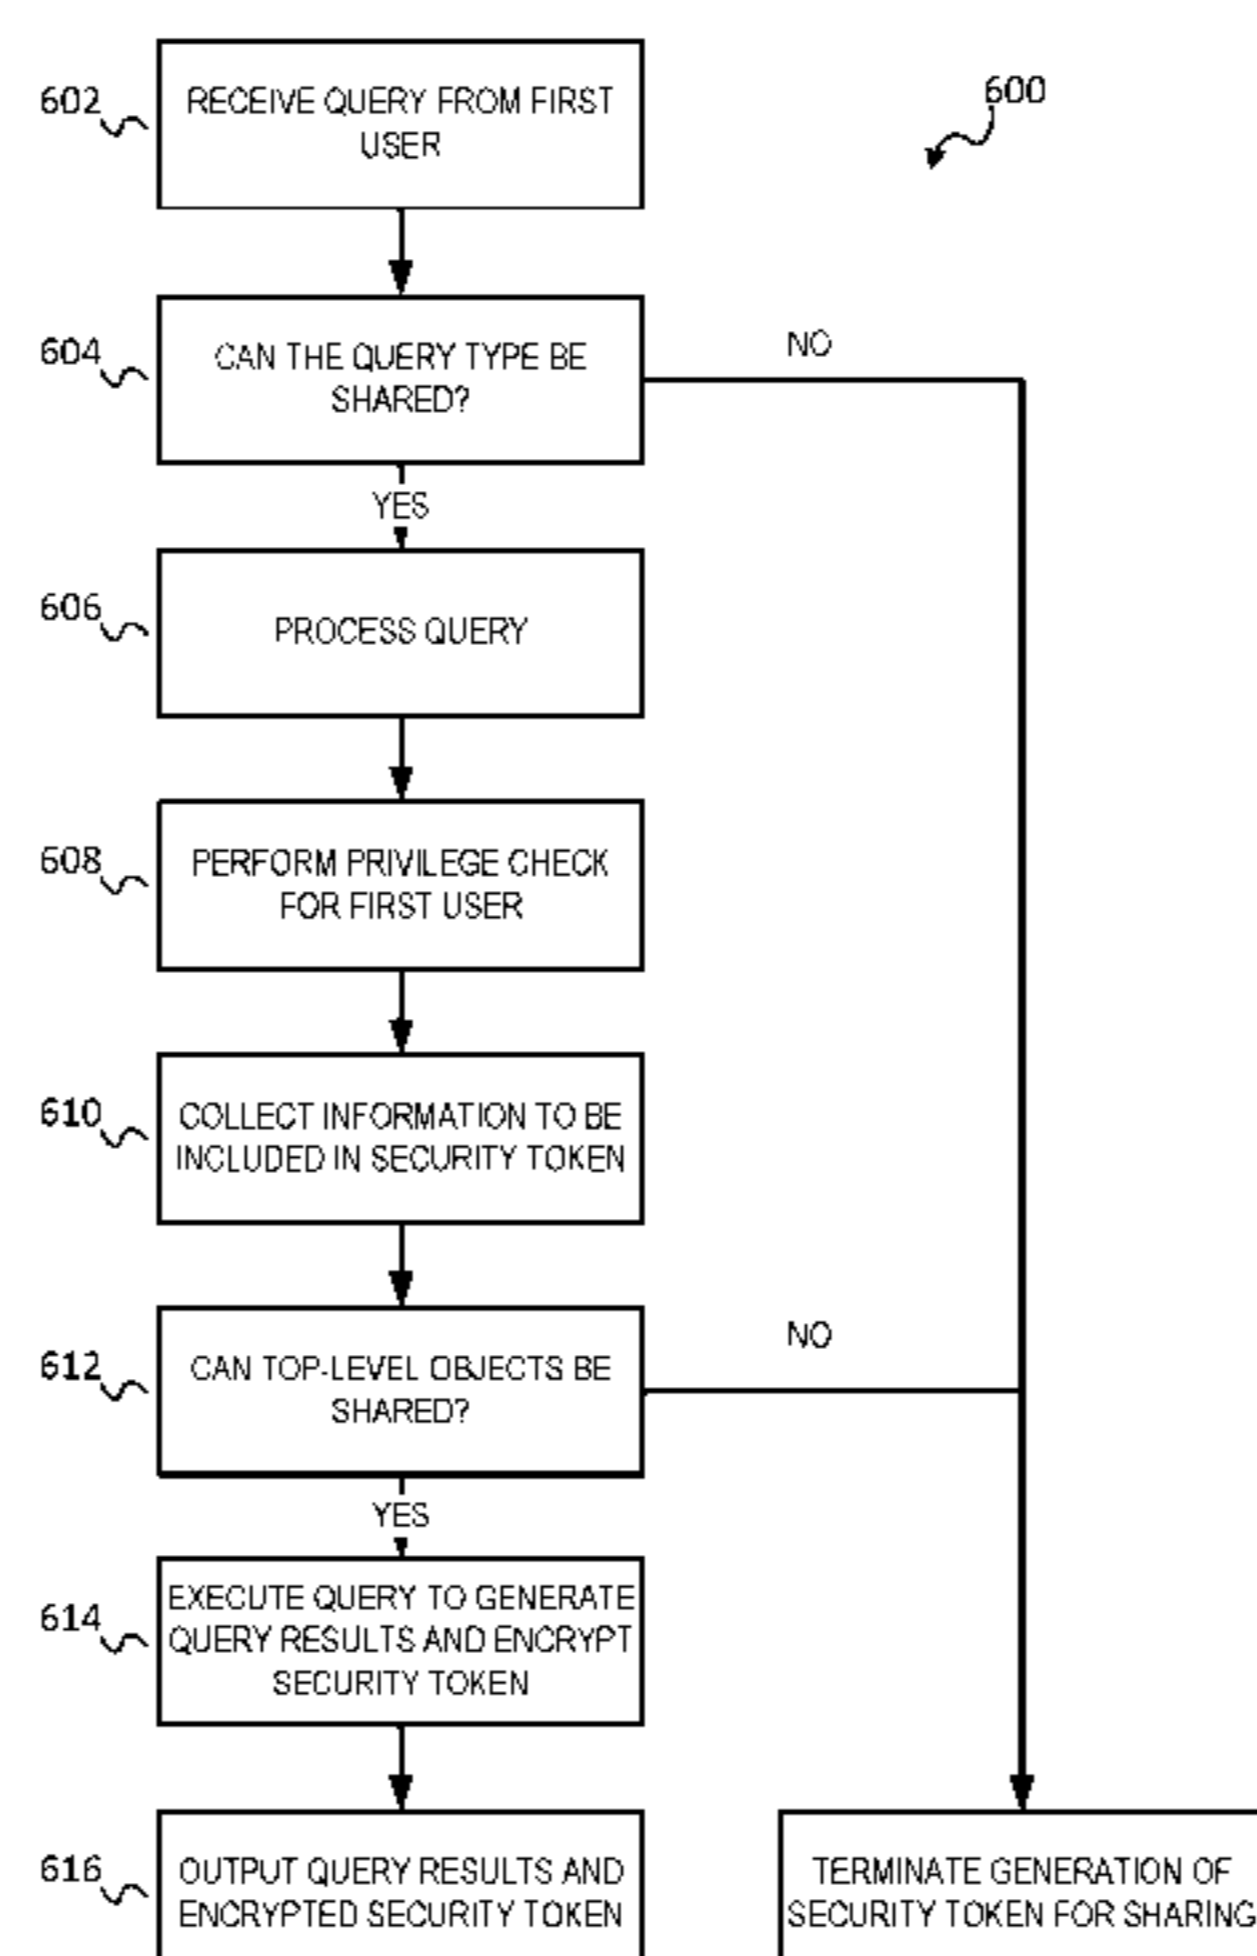 600
602
RECEIVE QUERY FROM FIRST
USER
604
CAN THE QUERY TYPE BE
SHARED?
NO
YES
606
PROCESS QUERY
608
PERFORM PRIVILEGE CHECK
FOR FIRST USER
610
COLLECT INFORMATION TO BE
INCLUDED IN SECURITY TOKEN
612
CAN TOP-LEVEL OBJECTS BE
SHARED?
NO
YES
614
EXECUTE QUERY TO GENERATE
QUERY RESULTS AND ENCRYPT
SECURITY TOKEN
616
OUTPUT QUERY RESULTS AND
ENCRYPTED SECURITY TOKEN
TERMINATE GENERATION OF
SECURITY TOKEN FOR SHARING